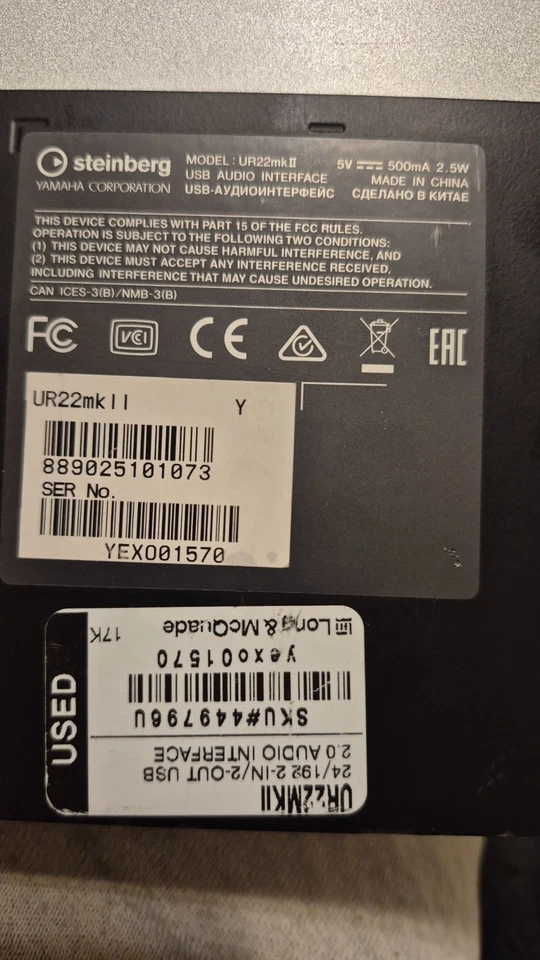 steinberg
YAMAHA CORPORATION
MODEL : UR22mkII
USB AUDIO INTERFACE
USB-АУДИОИНТЕРФЕЙС
5V 500mA 2.5W
MADE IN CHINA
СДЕЛАНО В КИТАЕ
THIS DEVICE COMPLIES WITH PART 15 OF THE FCC RULES.
OPERATION IS SUBJECT TO THE FOLLOWING TWO CONDITIONS:
(1) THIS DEVICE MAY NOT CAUSE HARMFUL INTERFERENCE, AND
(2) THIS DEVICE MUST ACCEPT ANY INTERFERENCE RECEIVED,
INCLUDING INTERFERENCE THAT MAY CAUSE UNDESIRED OPERATION.
CAN ICES-3(B)/NMB-3(B)
FC VCI CE EAC
UR22mkII Y
889025101073
SER No.
YEXO01570
USED
UR22MKII
24/192 2-IN/2-OUT USB
2.0 AUDIO INTERFACE
SKU#449796U
yexo01570
Long & McQuade 17K